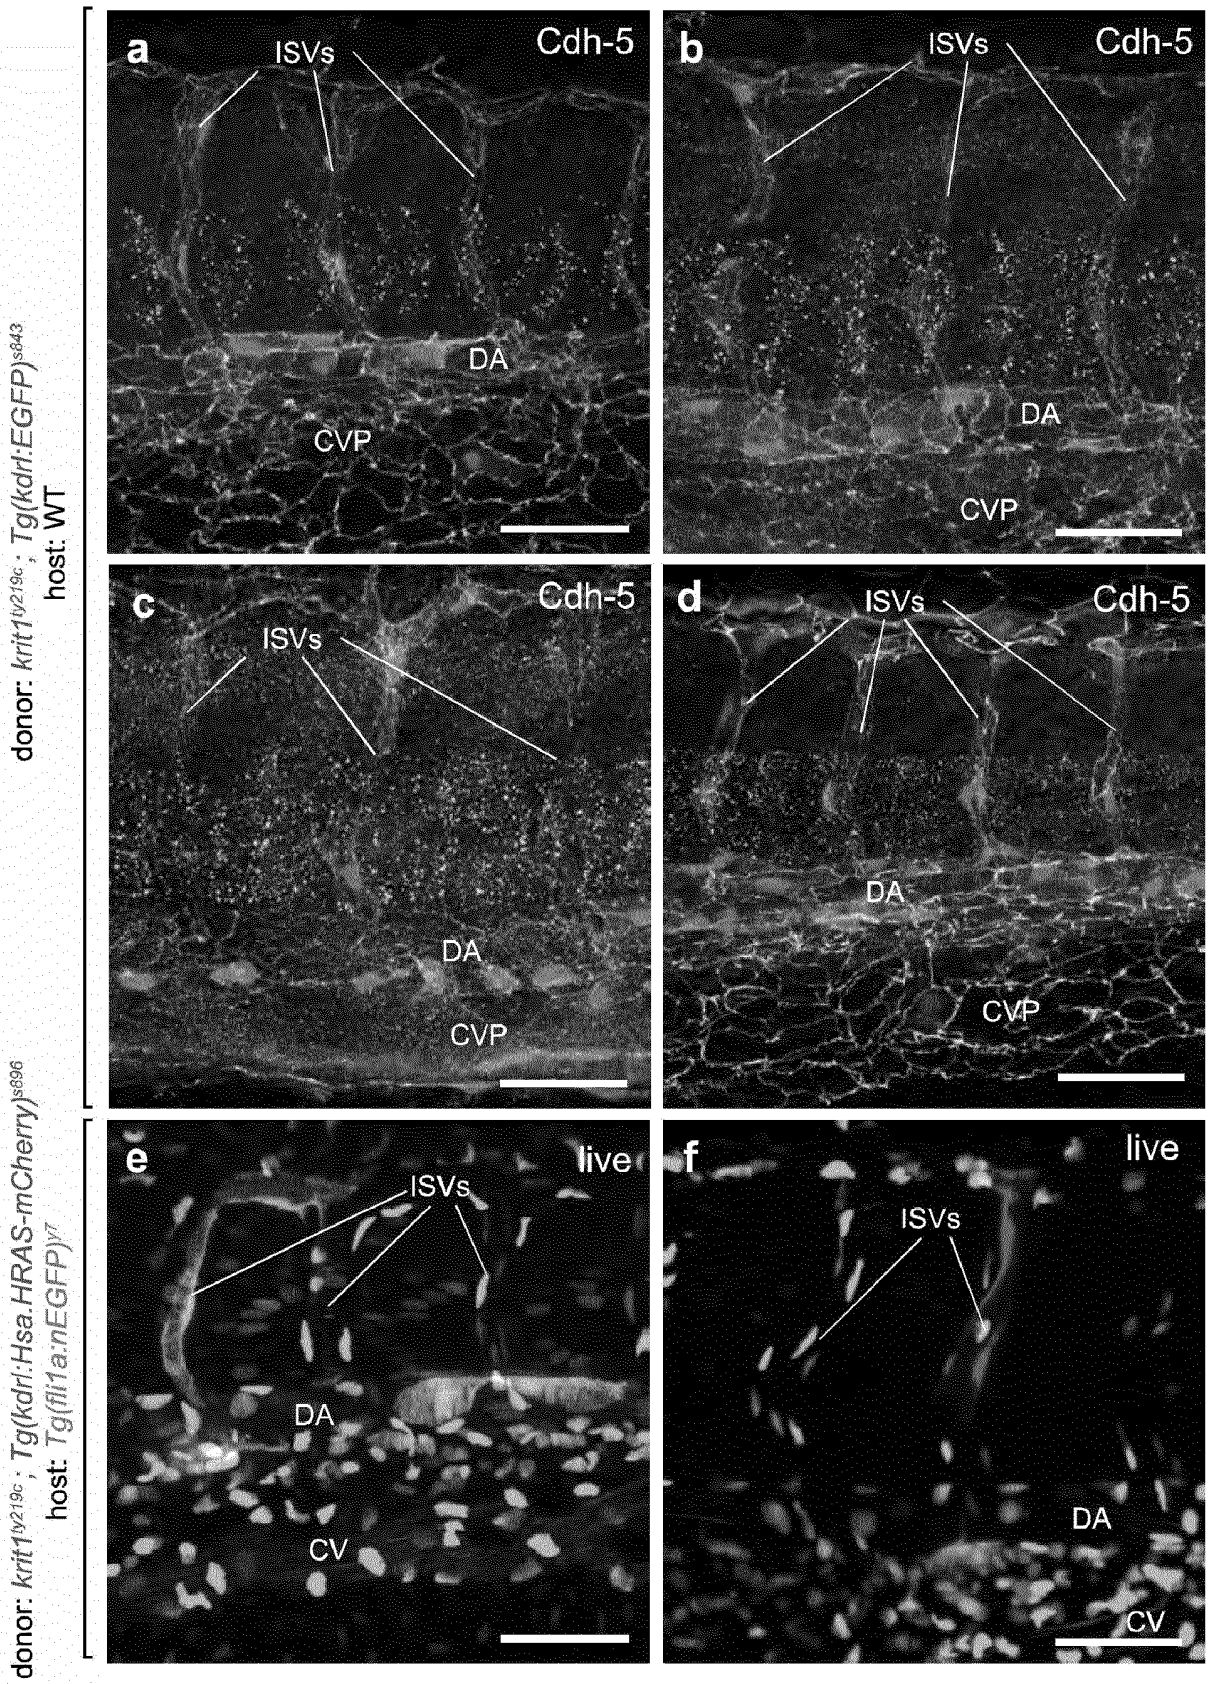 donor: krit1ty219c ; Tg(kdrl:EGFP)s843
host: WT
a
ISVs
Cdh-5
DA
CVP
b
ISVs
Cdh-5
DA
CVP
c
ISVs
Cdh-5
DA
CVP
d
ISVs
Cdh-5
DA
CVP
donor: krit1ty219c ; Tg(kdrl:Hsa.HRAS-mCherry)s896
host: Tg(fli1a:nEGFP)y7
e
live
ISVs
DA
CV
f
live
ISVs
DA
CV